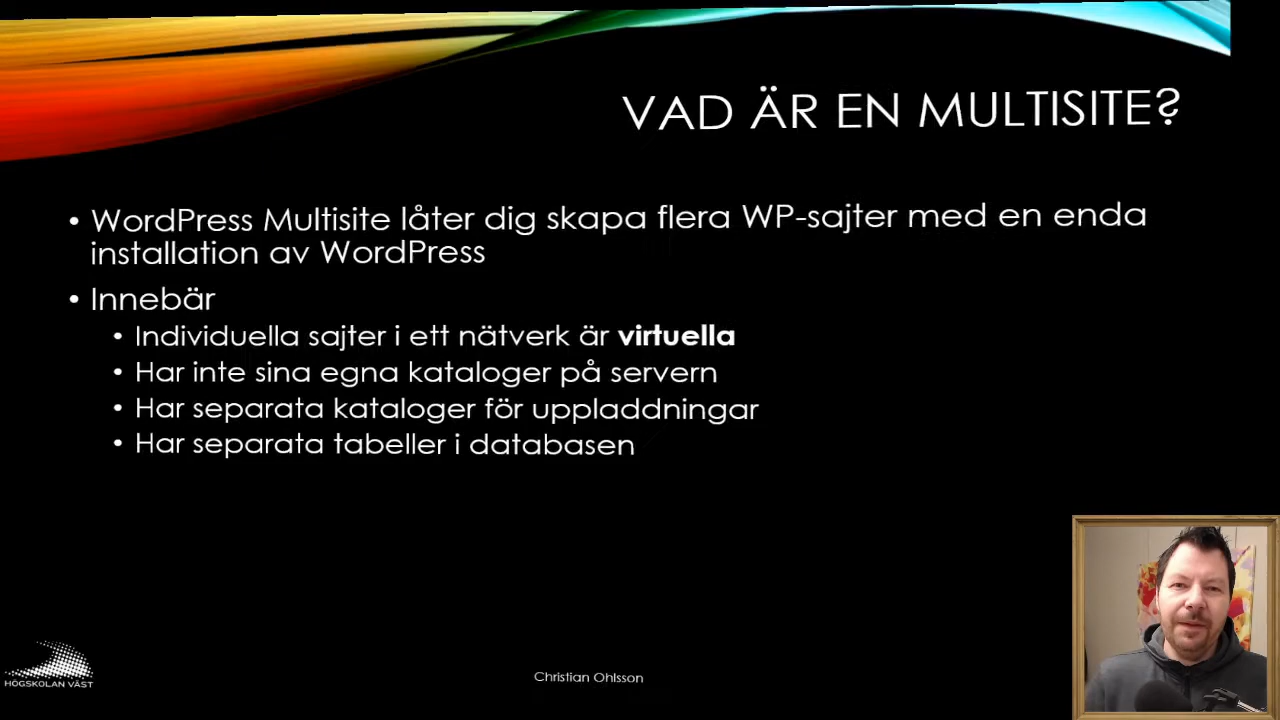 VAD ÄR EN MULTISITE?
• WordPress Multisite låter dig skapa flera WP-sajter med en enda
installation av WordPress
• Innebär
• Individuella sajter i ett nätverk är virtuella
• Har inte sina egna kataloger på servern
• Har separata kataloger för uppladdningar
• Har separata tabeller i databasen
HÖGSKOLAN VÄST
Christian Ohlsson